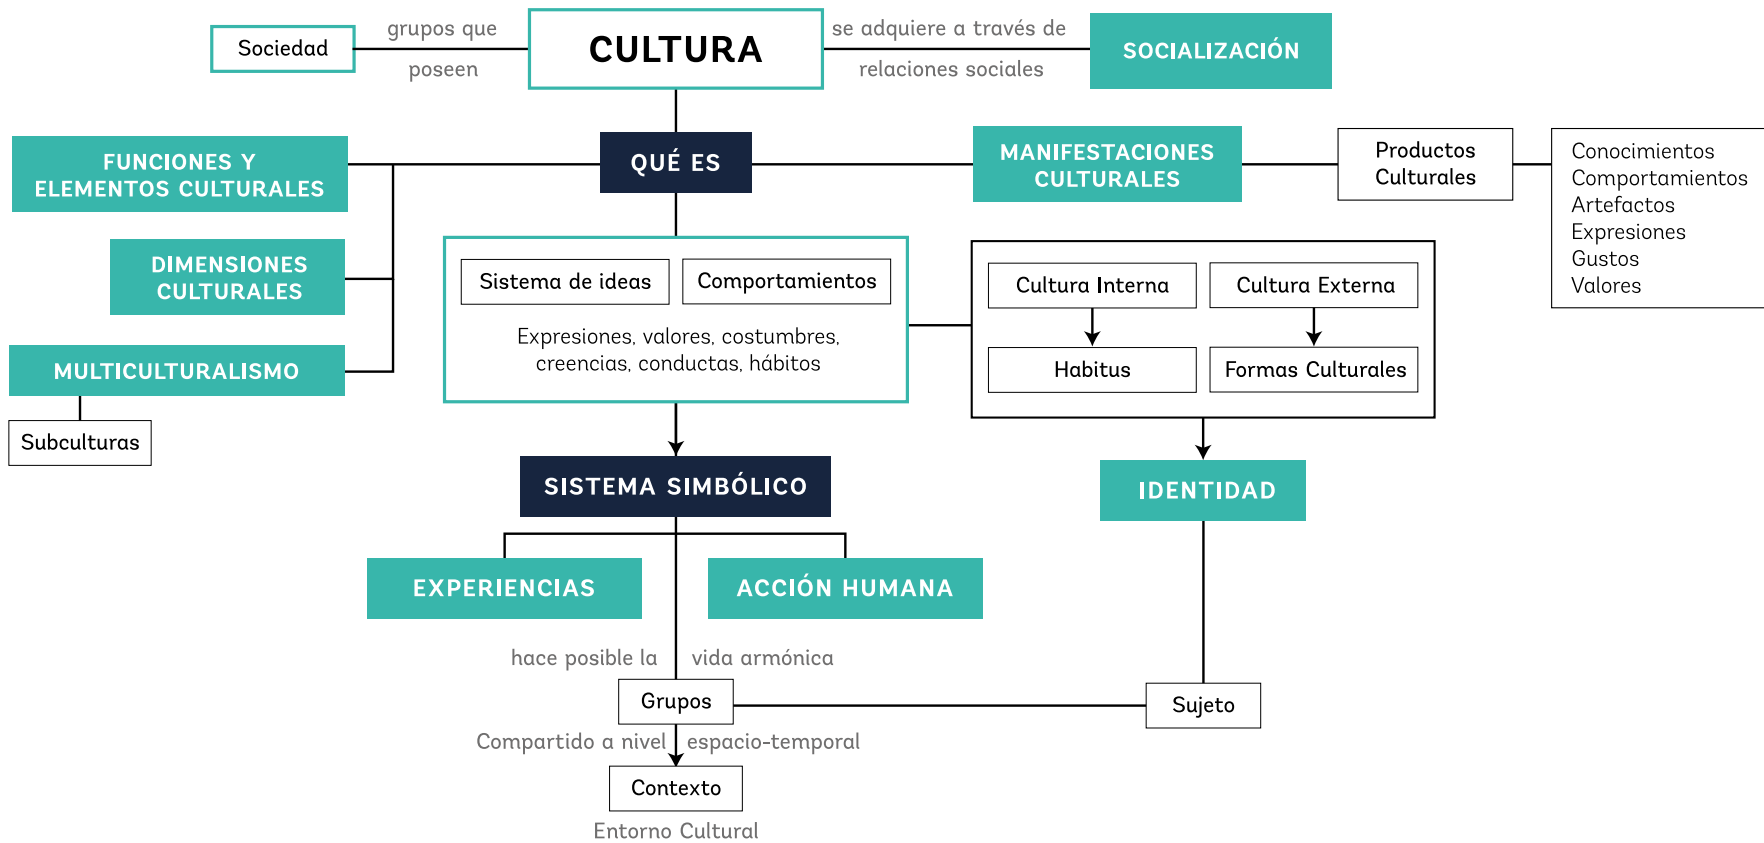 Sociedad
grupos que
poseen
CULTURA
se adquiere a través de
relaciones sociales
SOCIALIZACIÓN
FUNCIONES Y
ELEMENTOS CULTURALES
QUÉ ES
MANIFESTACIONES
CULTURALES
Productos
Culturales
Conocimientos
Comportamientos
Artefactos
Expresiones
Gustos
Valores
DIMENSIONES
CULTURALES
MULTICULTURALISMO
Subculturas
Sistema de ideas
Comportamientos
Expresiones, valores, costumbres,
creencias, conductas, hábitos
Cultura Interna
Cultura Externa
Habitus
Formas Culturales
SISTEMA SIMBÓLICO
IDENTIDAD
EXPERIENCIAS
ACCIÓN HUMANA
hace posible la vida armónica
Grupos
Sujeto
Compartido a nivel espacio-temporal
Contexto
Entorno Cultural